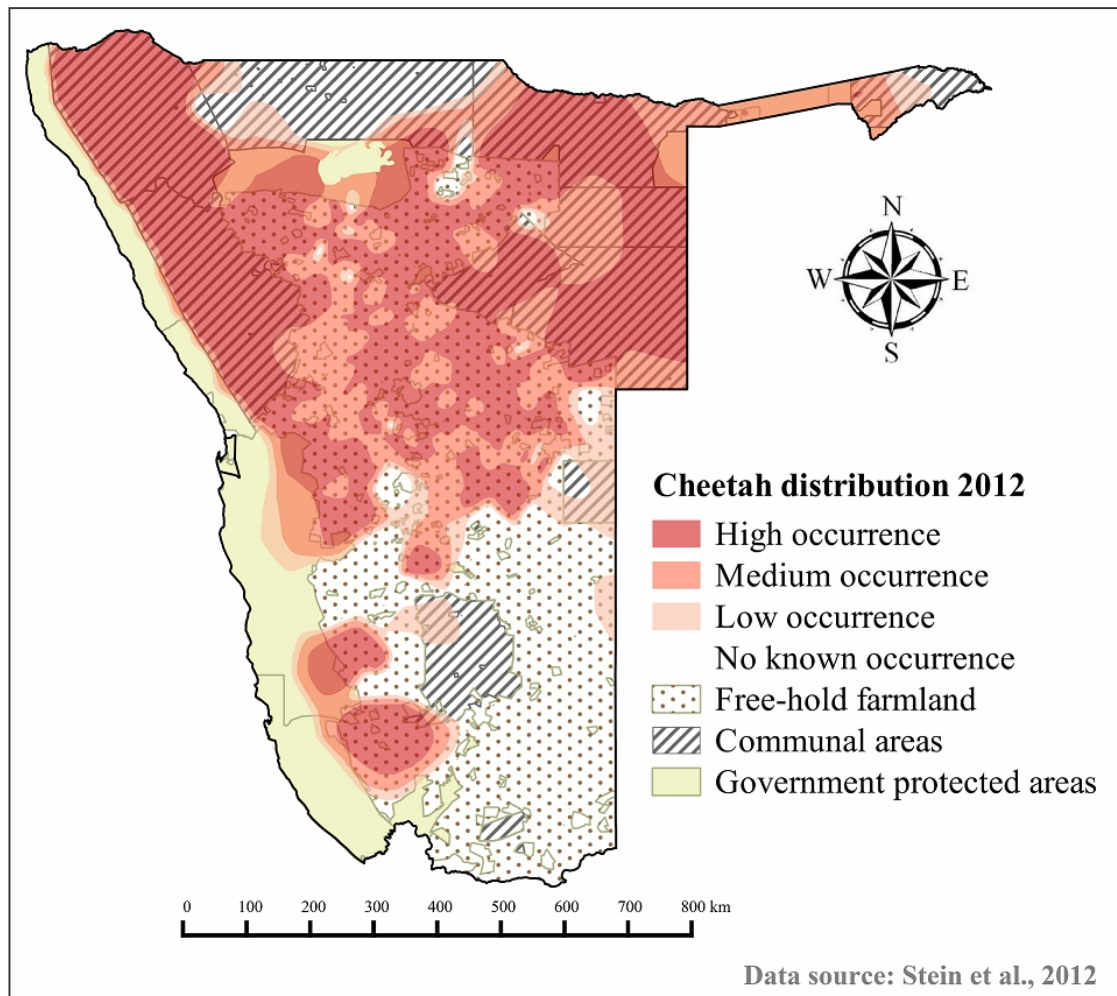 N
W E
S
Cheetah distribution 2012
High occurrence
Medium occurrence
Low occurrence
No known occurrence
Free-hold farmland
Communal areas
Government protected areas
0 100 200 300 400 500 600 700 800 km
Data source: Stein et al., 2012